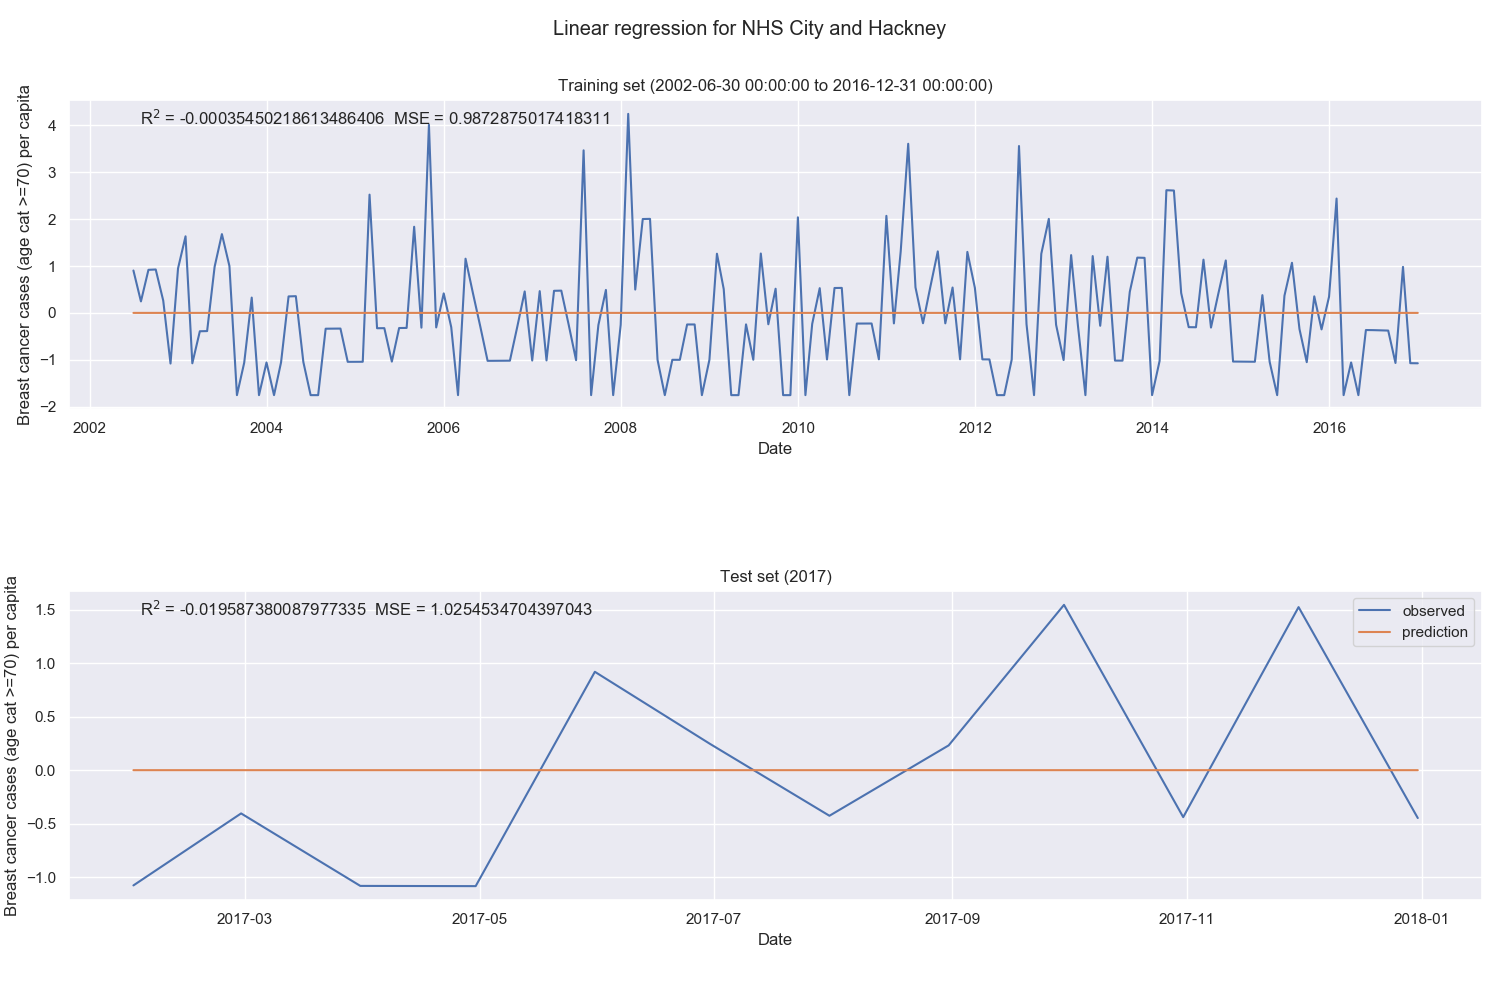 Linear regression for NHS City and Hackney
Training set (2002-06-30 00:00:00 to 2016-12-31 00:00:00)
R² = -0.00035450218613486406 MSE = 0.9872875017418311
Breast cancer cases (age cat >=70) per capita
4
3
2
1
0
−1
−2
2002 2004 2006 2008 2010 2012 2014 2016
Date
Test set (2017)
R² = -0.019587380087977335 MSE = 1.0254534704397043
observed
prediction
Breast cancer cases (age cat >=70) per capita
1.5
1.0
0.5
0.0
−0.5
−1.0
2017-03 2017-05 2017-07 2017-09 2017-11 2018-01
Date